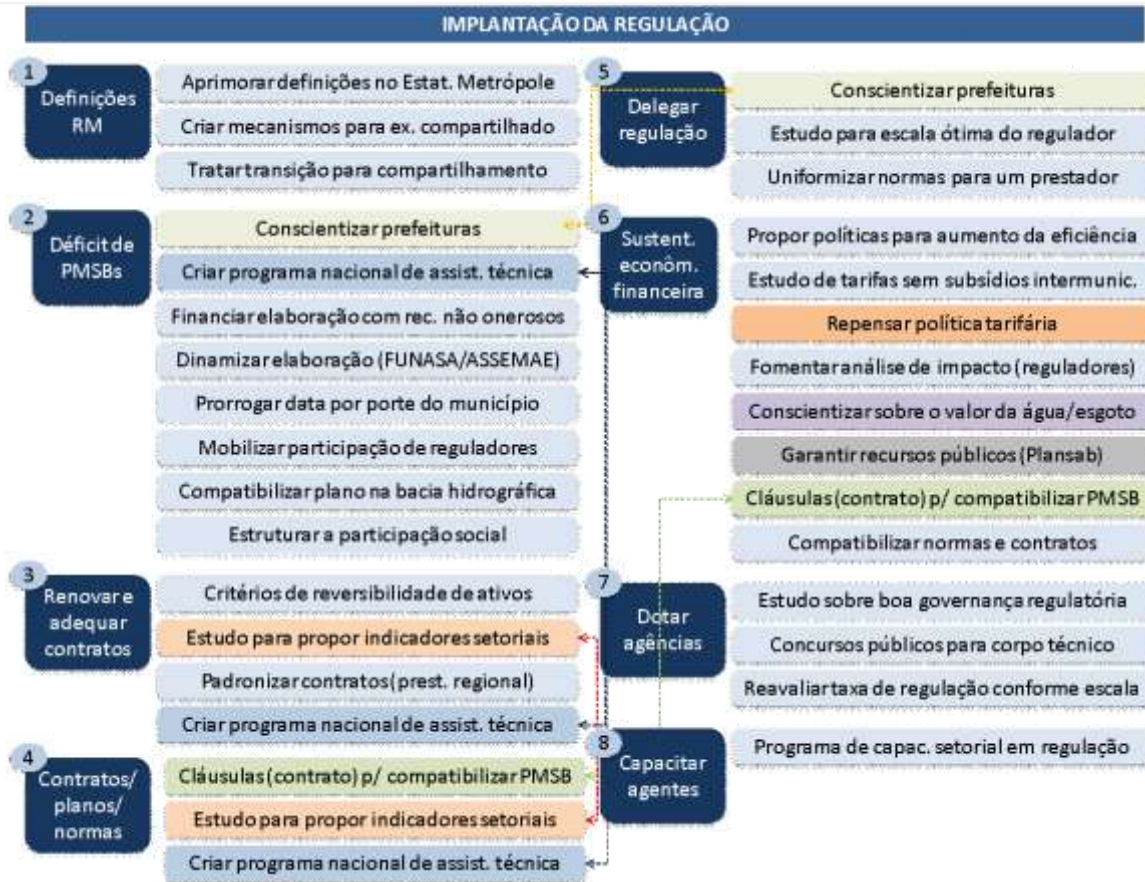 IMPLANTAÇÃO DA REGULAÇÃO
1
Definições
RM
Aprimorar definições no Estat. Metrópole
Criar mecanismos para ex. compartilhado
Tratar transição para compartilhamento
2
Déficit de
PMSBs
Conscientizar prefeituras
Criar programa nacional de assist. técnica
Financiar elaboração com rec. não onerosos
Dinamizar elaboração (FUNASA/ASSEMAE)
Prorrogar data por porte do município
Mobilizar participação de reguladores
Compatibilizar plano na bacia hidrográfica
Estruturar a participação social
3
Renovar e
adequar
contratos
Critérios de reversibilidade de ativos
Estudo para propor indicadores setoriais
Padronizar contratos (prest. regional)
Criar programa nacional de assist. técnica
4
Contratos/
planos/
normas
Cláusulas (contrato) p/ compatibilizar PMSB
Estudo para propor indicadores setoriais
Criar programa nacional de assist. técnica
5
Delegar
regulação
Conscientizar prefeituras
Estudo para escala ótima do regulador
Uniformizar normas para um prestador
6
Sustent.
econôm.
financeira
Propor políticas para aumento da eficiência
Estudo de tarifas sem subsídios intermunic.
Repensar política tarifária
Fomentar análise de impacto (reguladores)
Conscientizar sobre o valor da água/esgoto
Garantir recursos públicos (Plansab)
Cláusulas (contrato) p/ compatibilizar PMSB
Compatibilizar normas e contratos
7
Dotar
agências
Estudo sobre boa governança regulatória
Concursos públicos para corpo técnico
Reavaliar taxa de regulação conforme escala
8
Capacitar
agentes
Programa de capac. setorial em regulação